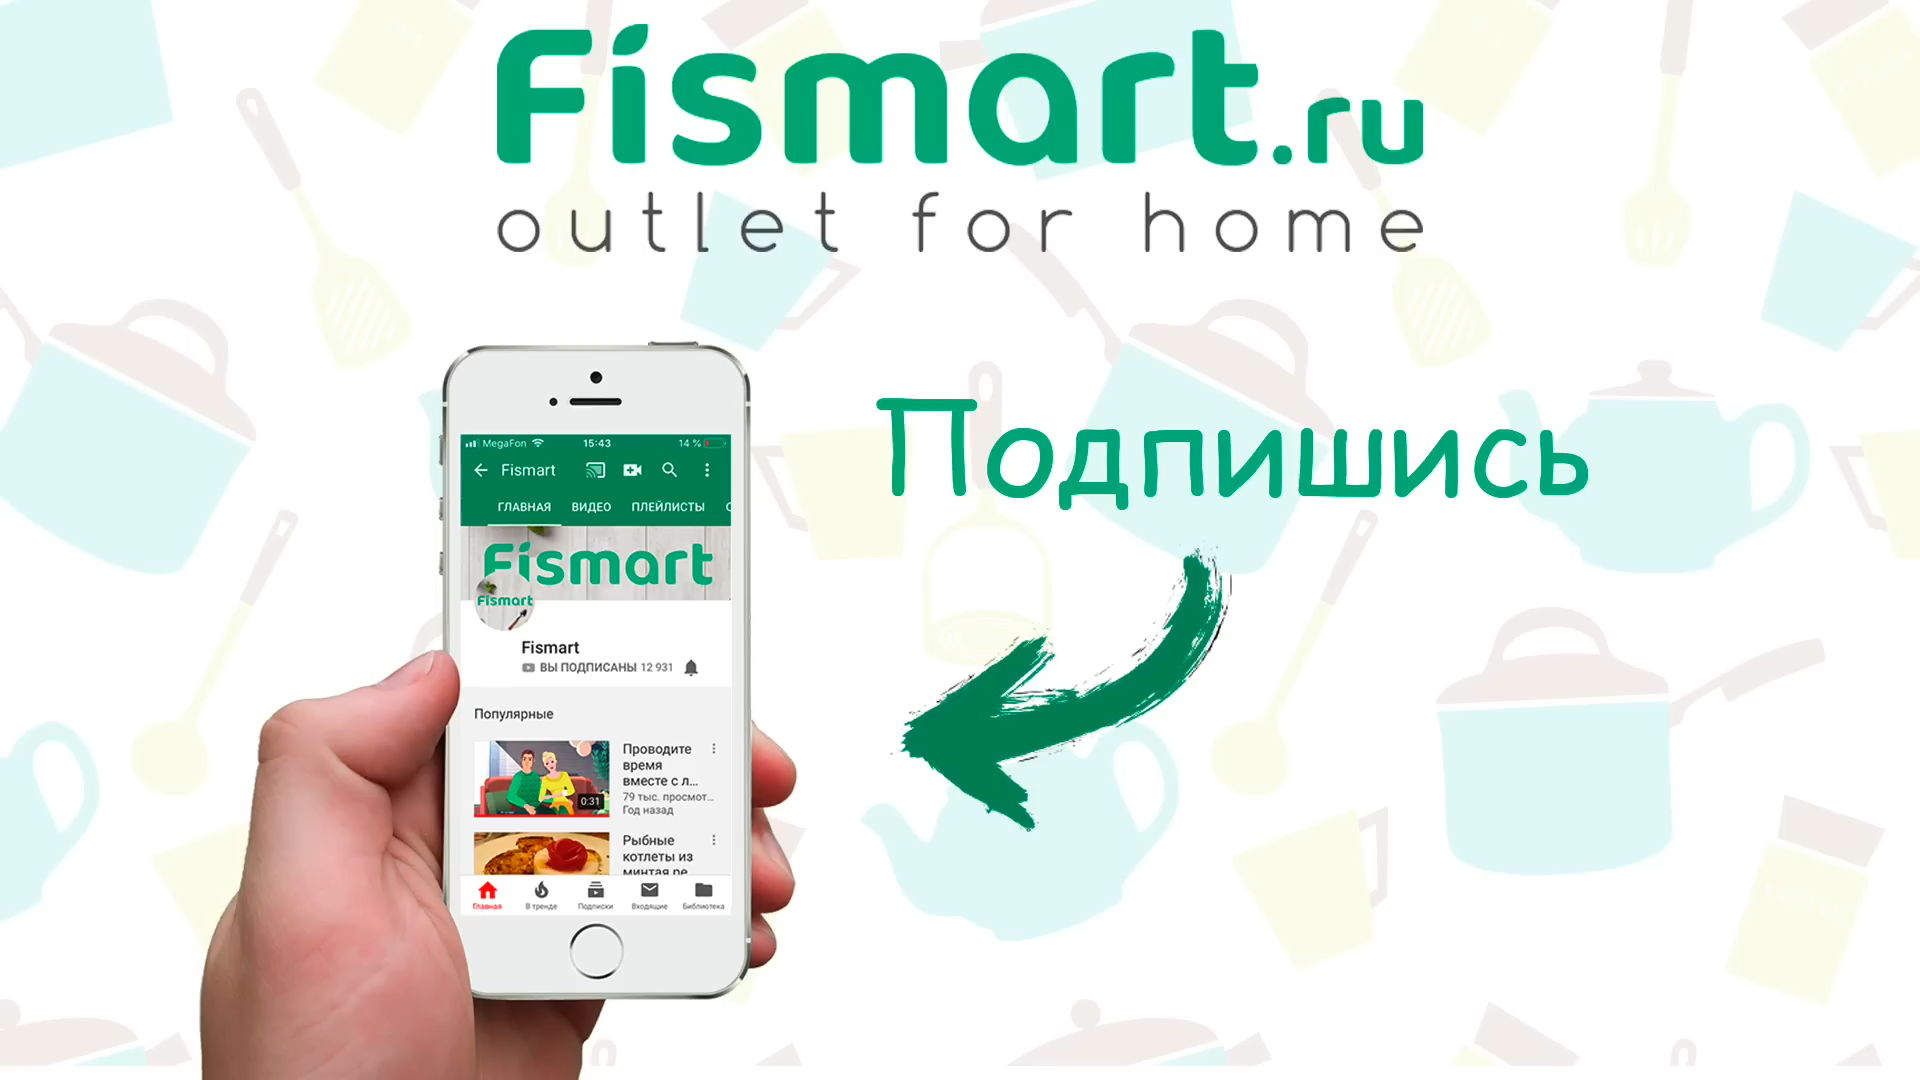 Fismart.ru
outlet for home
Подпишись
MegaFon 15:43 14 %
Fismart
ГЛАВНАЯ ВИДЕО ПЛЕЙЛИСТЫ
Fismart
Fismart
Fismart
ВЫ ПОДПИСАНЫ 12 931
Популярные
Проводите
время
вместе с л...
79 тыс. просмот...
Год назад
0:31
Рыбные
котлеты из
минтая ре
Главная В тренде Подписки Входящие Библиотека